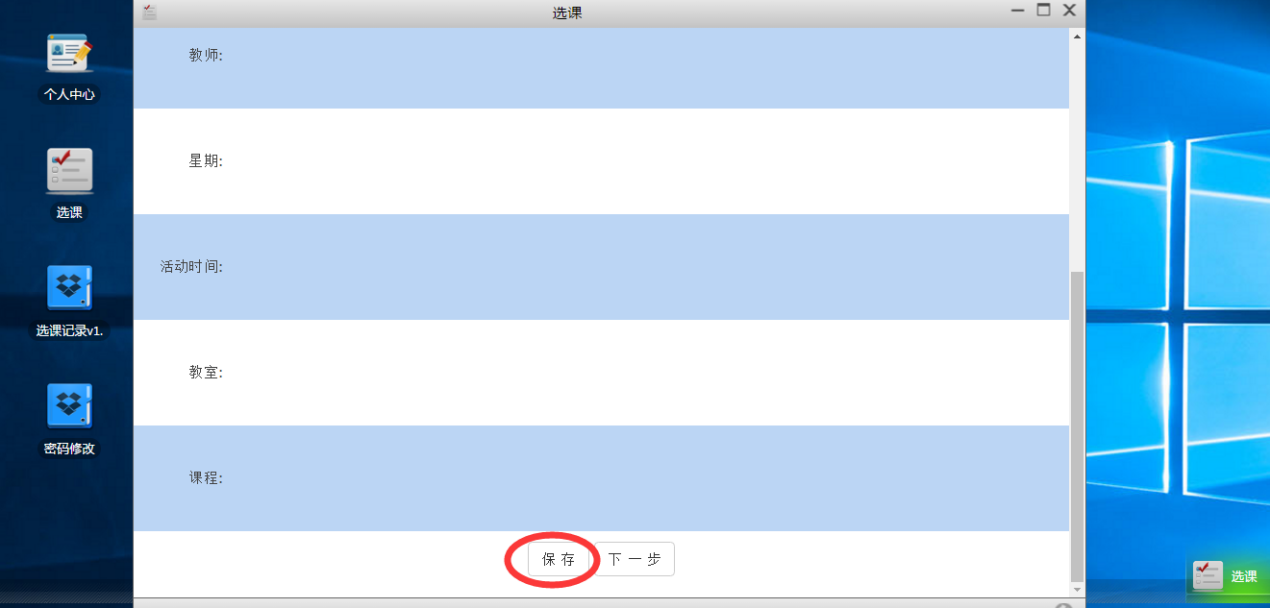 选课
个人中心
选课
选课记录v1.
密码修改
教师:
星期:
活动时间:
教室:
课程:
保存
下一步
选课